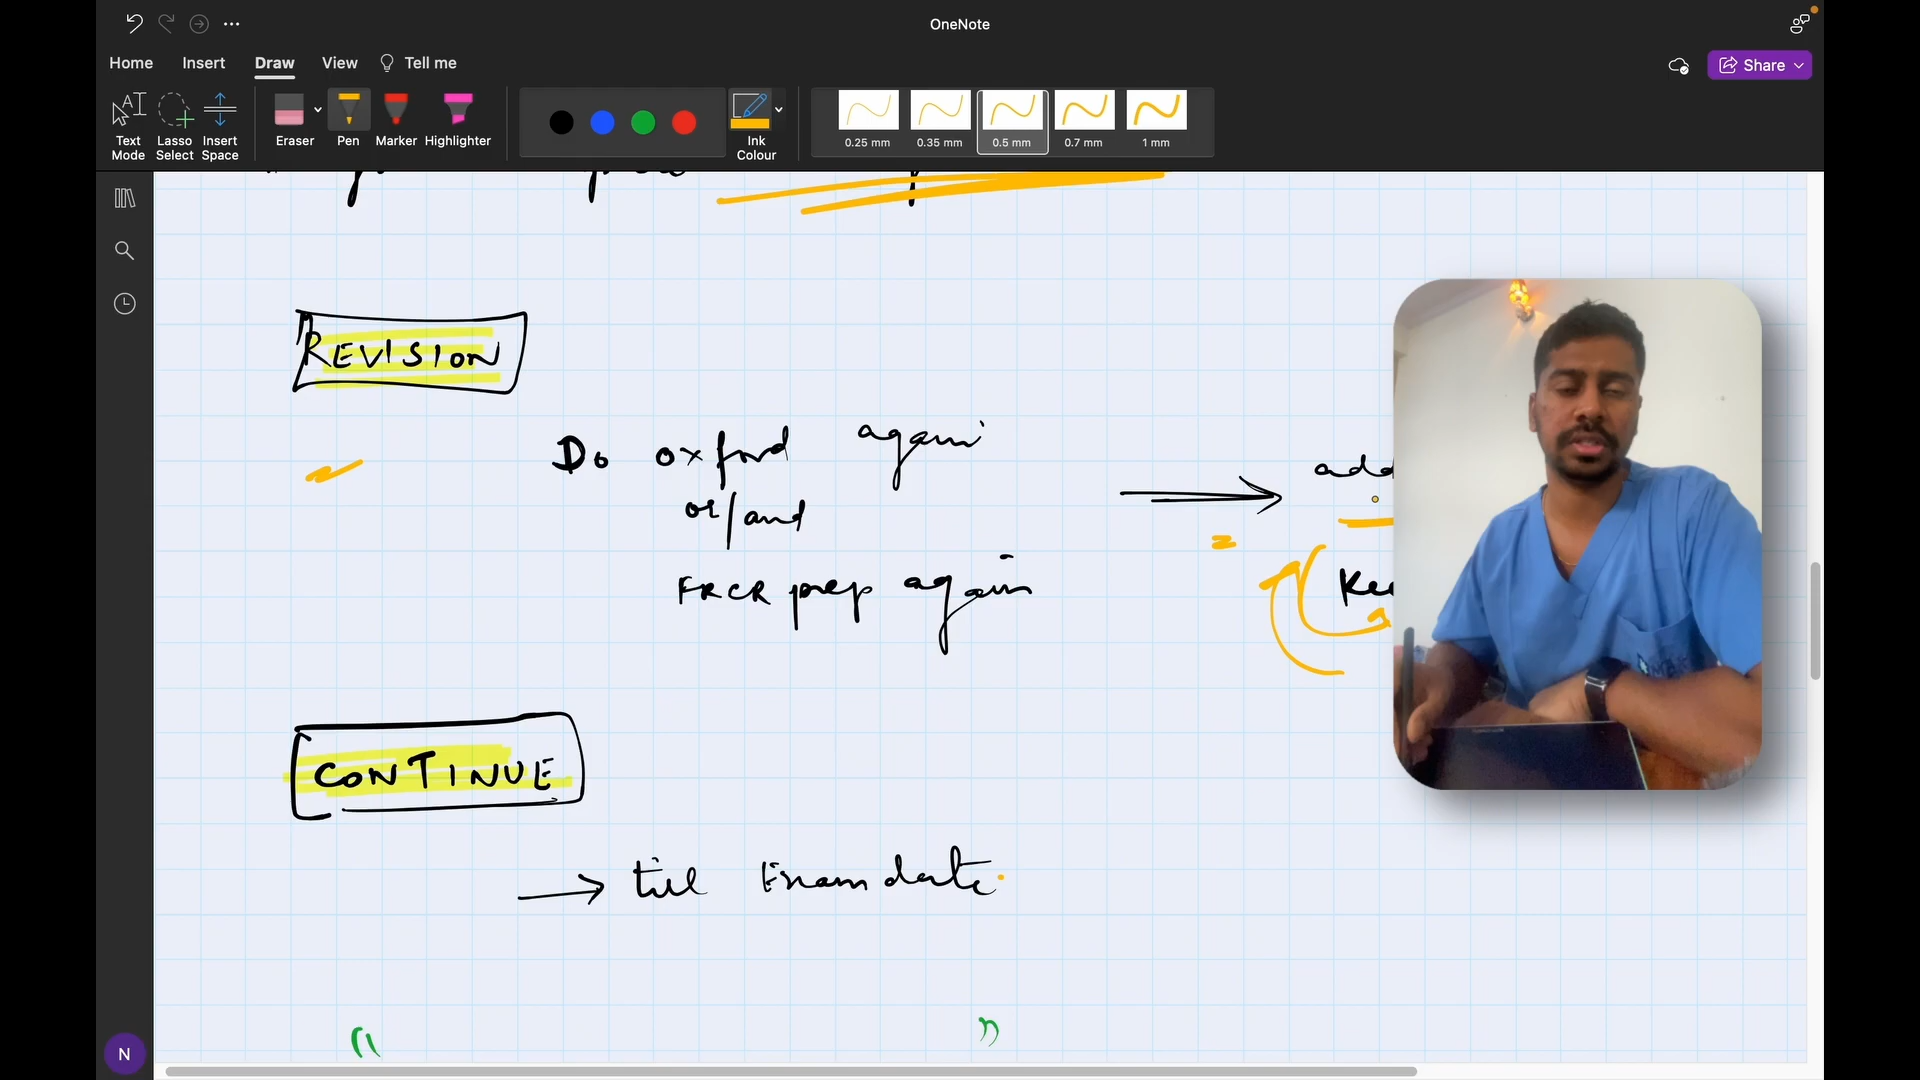 OneNote
Home Insert Draw View Tell me
Share
Text Mode
Lasso Select
Insert Space
Eraser
Pen
Marker
Highlighter
Ink Colour
0.25 mm
0.35 mm
0.5 mm
0.7 mm
1 mm
REVISION
Do oxford again
or/and
FRCR prep again
add
CONTINUE
→ till Exam date
N